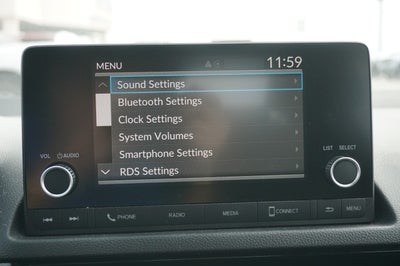 MENU 11:59
Sound Settings
Bluetooth Settings
Clock Settings
System Volumes
Smartphone Settings
RDS Settings
VOL AUDIO
LIST SELECT
PHONE RADIO MEDIA CONNECT MENU